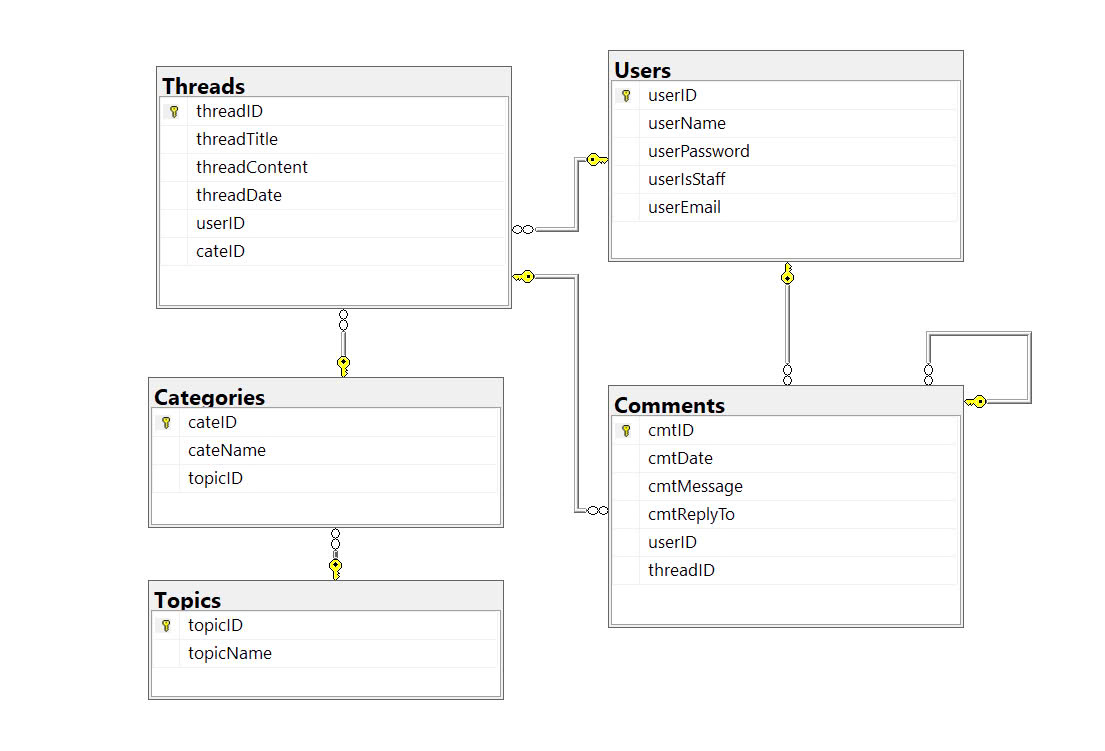 Threads
threadID
threadTitle
threadContent
threadDate
userID
cateID
Users
userID
userName
userPassword
userIsStaff
userEmail
Categories
cateID
cateName
topicID
Comments
cmtID
cmtDate
cmtMessage
cmtReplyTo
userID
threadID
Topics
topicID
topicName